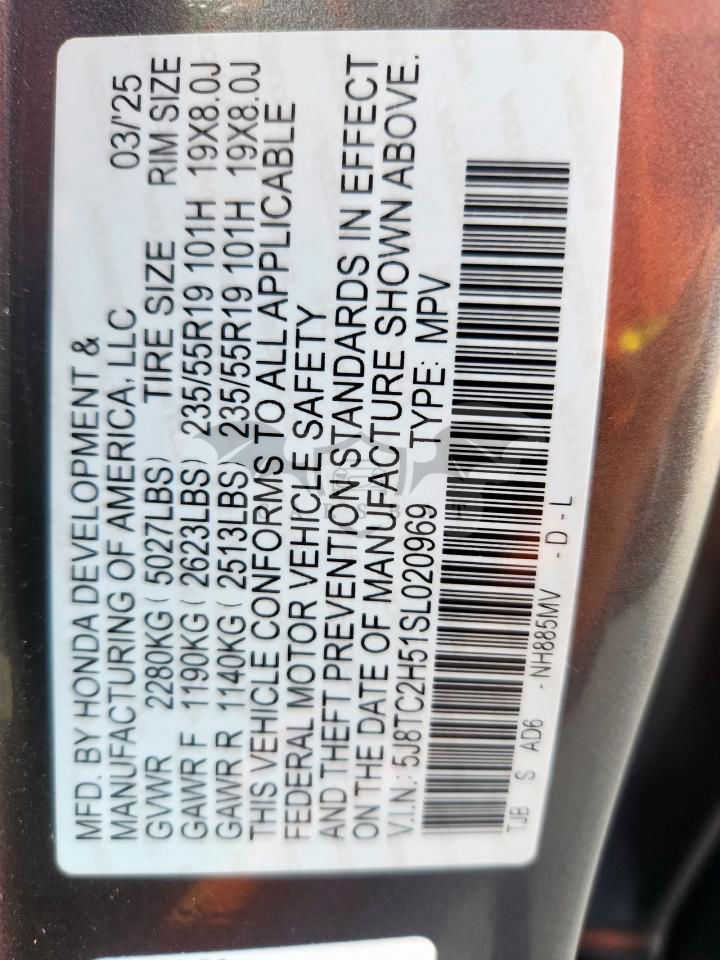 MFD. BY HONDA DEVELOPMENT & 03/'25
MANUFACTURING OF AMERICA, LLC
GVWR 2280KG ( 5027LBS) TIRE SIZE RIM SIZE
GAWR F 1190KG ( 2623LBS) 235/55R19 101H 19X8.0J
GAWR R 1140KG ( 2513LBS) 235/55R19 101H 19X8.0J
THIS VEHICLE CONFORMS TO ALL APPLICABLE
FEDERAL MOTOR VEHICLE SAFETY
AND THEFT PREVENTION STANDARDS IN EFFECT
ON THE DATE OF MANUFACTURE SHOWN ABOVE.
V.I.N.: 5J8TC2H51SL020969 TYPE: MPV
TJB S AD6 - NH885MV - D - L